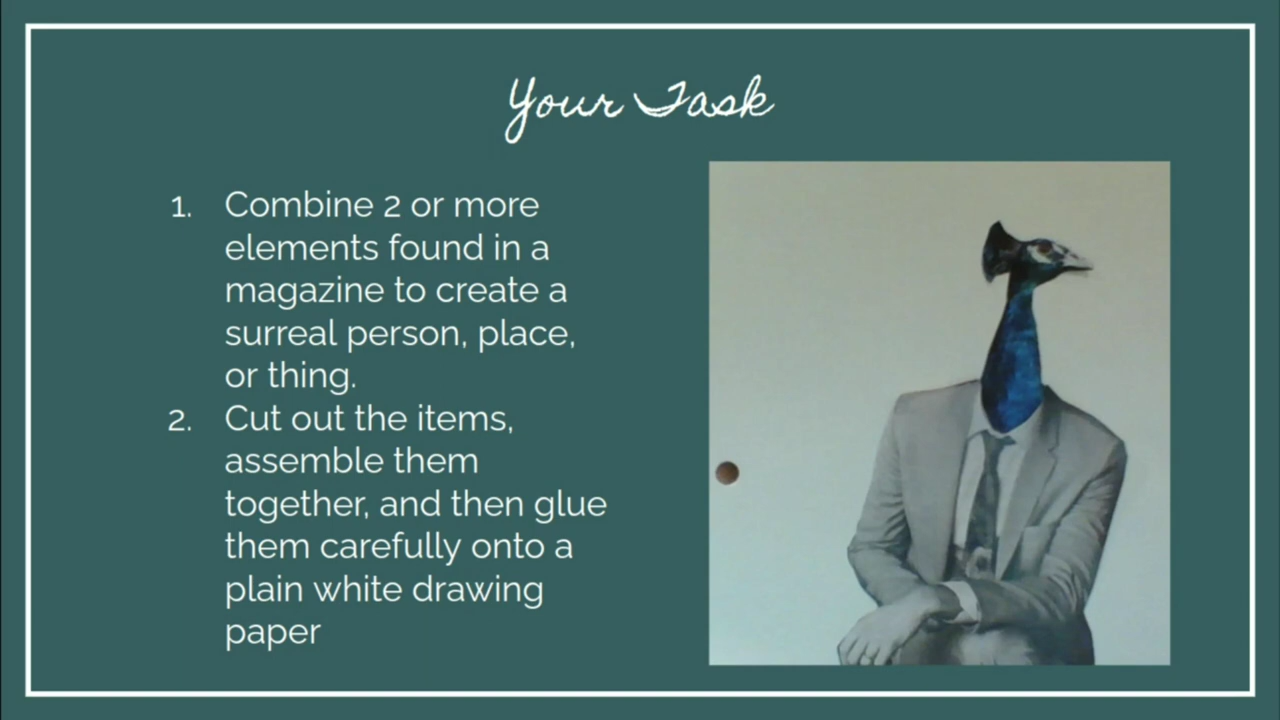 Your Task
1. Combine 2 or more
elements found in a
magazine to create a
surreal person, place,
or thing.
2. Cut out the items,
assemble them
together, and then glue
them carefully onto a
plain white drawing
paper